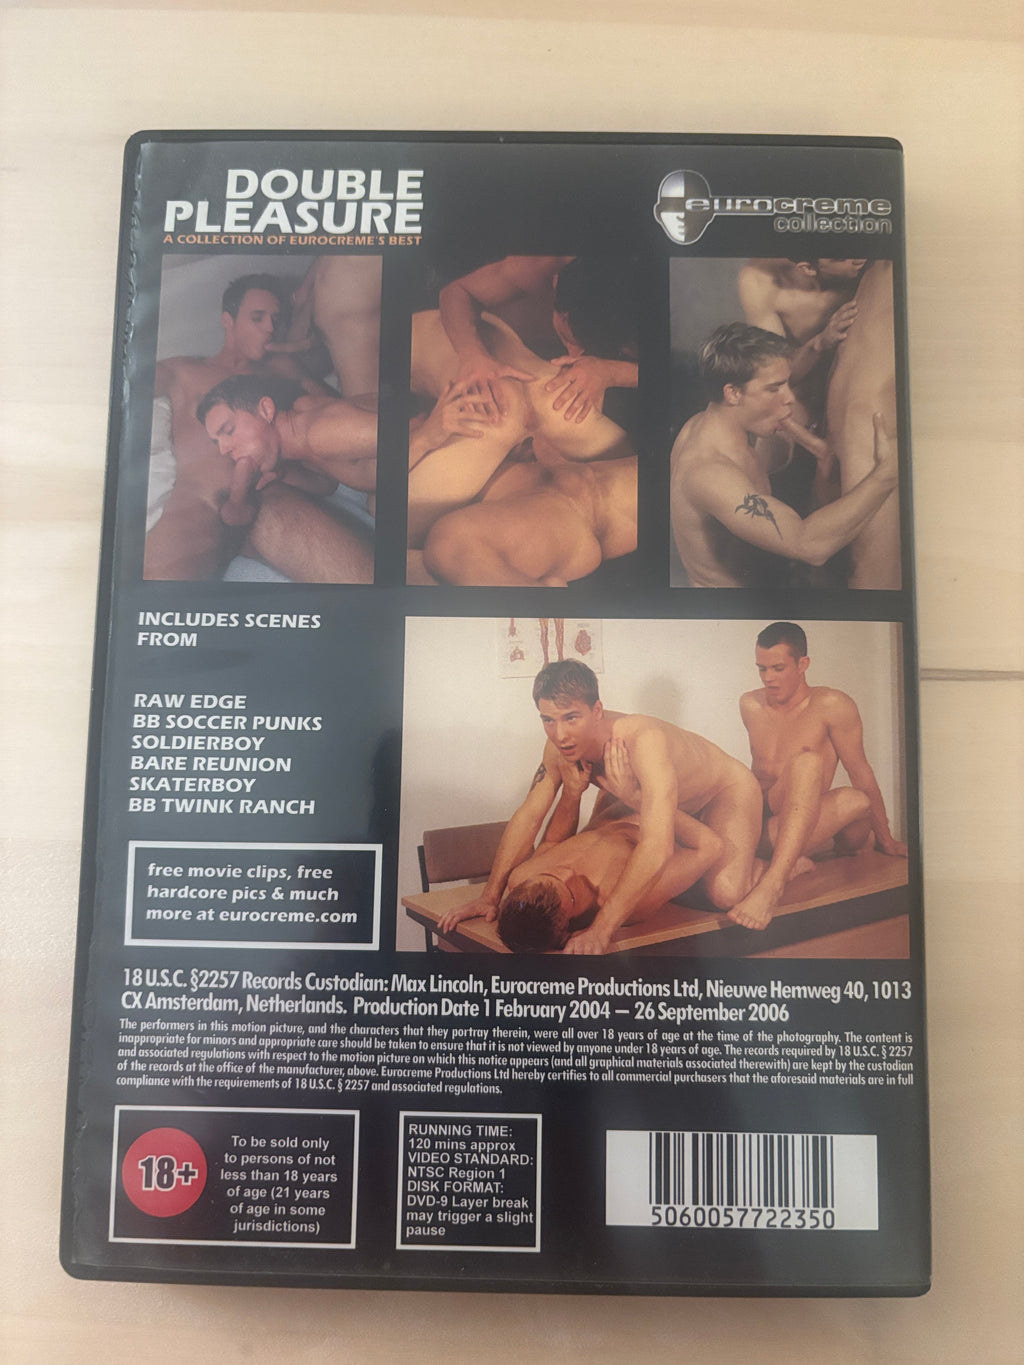 DOUBLE
PLEASURE
A COLLECTION OF EUROCREME'S BEST
eurocreme
collection
INCLUDES SCENES
FROM
RAW EDGE
BB SOCCER PUNKS
SOLDIERBOY
BARE REUNION
SKATERBOY
BB TWINK RANCH
free movie clips, free
hardcore pics & much
more at eurocreme.com
18 U.S.C. §2257 Records Custodian: Max Lincoln, Eurocreme Productions Ltd, Nieuwe Hemweg 40, 1013
CX Amsterdam, Netherlands. Production Date 1 February 2004 – 26 September 2006
The performers in this motion picture, and the characters that they portray therein, were all over 18 years of age at the time of the photography. The content is
inappropriate for minors and appropriate care should be taken to ensure that it is not viewed by anyone under 18 years of age. The records required by 18 U.S.C. § 2257
and associated regulations with respect to the motion picture on which this notice appears (and all graphical materials associated therewith) are kept by the custodian
of the records at the office of the manufacturer, above. Eurocreme Productions Ltd hereby certifies to all commercial purchasers that the aforesaid materials are in full
compliance with the requirements of 18 U.S.C. § 2257 and associated regulations.
18+
To be sold only
to persons of not
less than 18 years
of age (21 years
of age in some
jurisdictions)
RUNNING TIME:
120 mins approx
VIDEO STANDARD:
NTSC Region 1
DISK FORMAT:
DVD-9 Layer break
may trigger a slight
pause
5060057722350